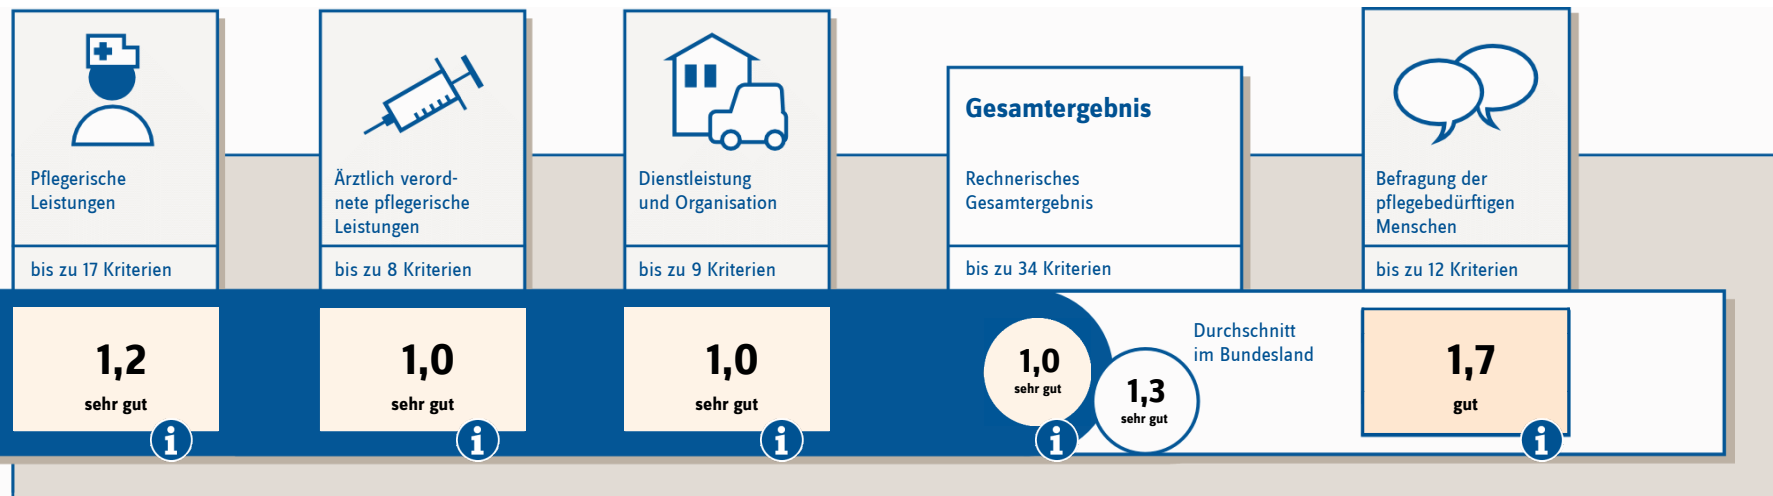 Pflegerische
Leistungen
bis zu 17 Kriterien
1,2
sehr gut
i
Ärztlich verord-
nete pflegerische
Leistungen
bis zu 8 Kriterien
1,0
sehr gut
i
Dienstleistung
und Organisation
bis zu 9 Kriterien
1,0
sehr gut
i
Gesamtergebnis
Rechnerisches
Gesamtergebnis
bis zu 34 Kriterien
1,0
sehr gut
i
1,3
sehr gut
Durchschnitt
im Bundesland
Befragung der
pflegebedürftigen
Menschen
bis zu 12 Kriterien
1,7
gut
i